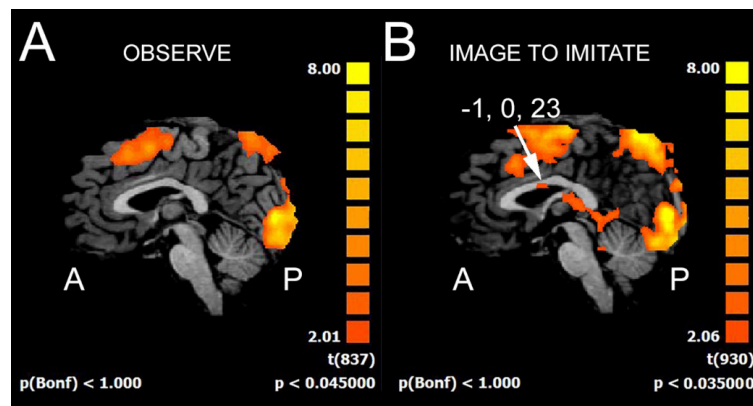 A
OBSERVE
8.00
A
P
2.01
t(837)
p(Bonf) < 1.000
p < 0.045000
B
IMAGE TO IMITATE
8.00
-1, 0, 23
A
P
2.06
t(930)
p(Bonf) < 1.000
p < 0.035000